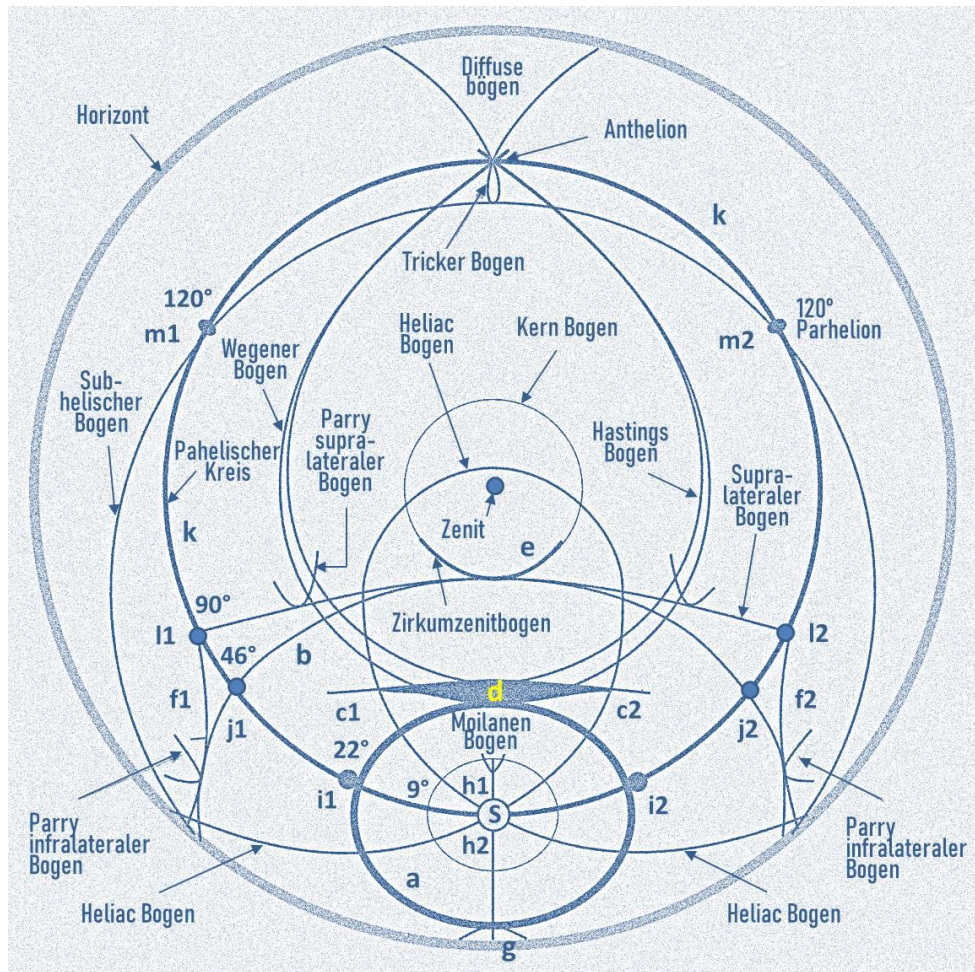 Diffuse
bögen
Horizont
Anthelion
k
Tricker Bogen
120°
m1
Heliac
Bogen
Kern Bogen
120°
Parhelion
m2
Wegener
Bogen
Sub-
helischer
Bogen
Parry
supra-
lateraler
Bogen
Hastings
Bogen
Supra-
lateraler
Bogen
Pahelischer
Kreis
k
Zenit
e
90°
l1
Zirkumzenitbogen
l2
46°
b
f1
j1
d
c1
c2
f2
j2
Moilanen
Bogen
22°
i1
9°
h1
i2
S
h2
Parry
infralateraler
Bogen
Parry
infralateraler
Bogen
a
Heliac Bogen
Heliac Bogen
g